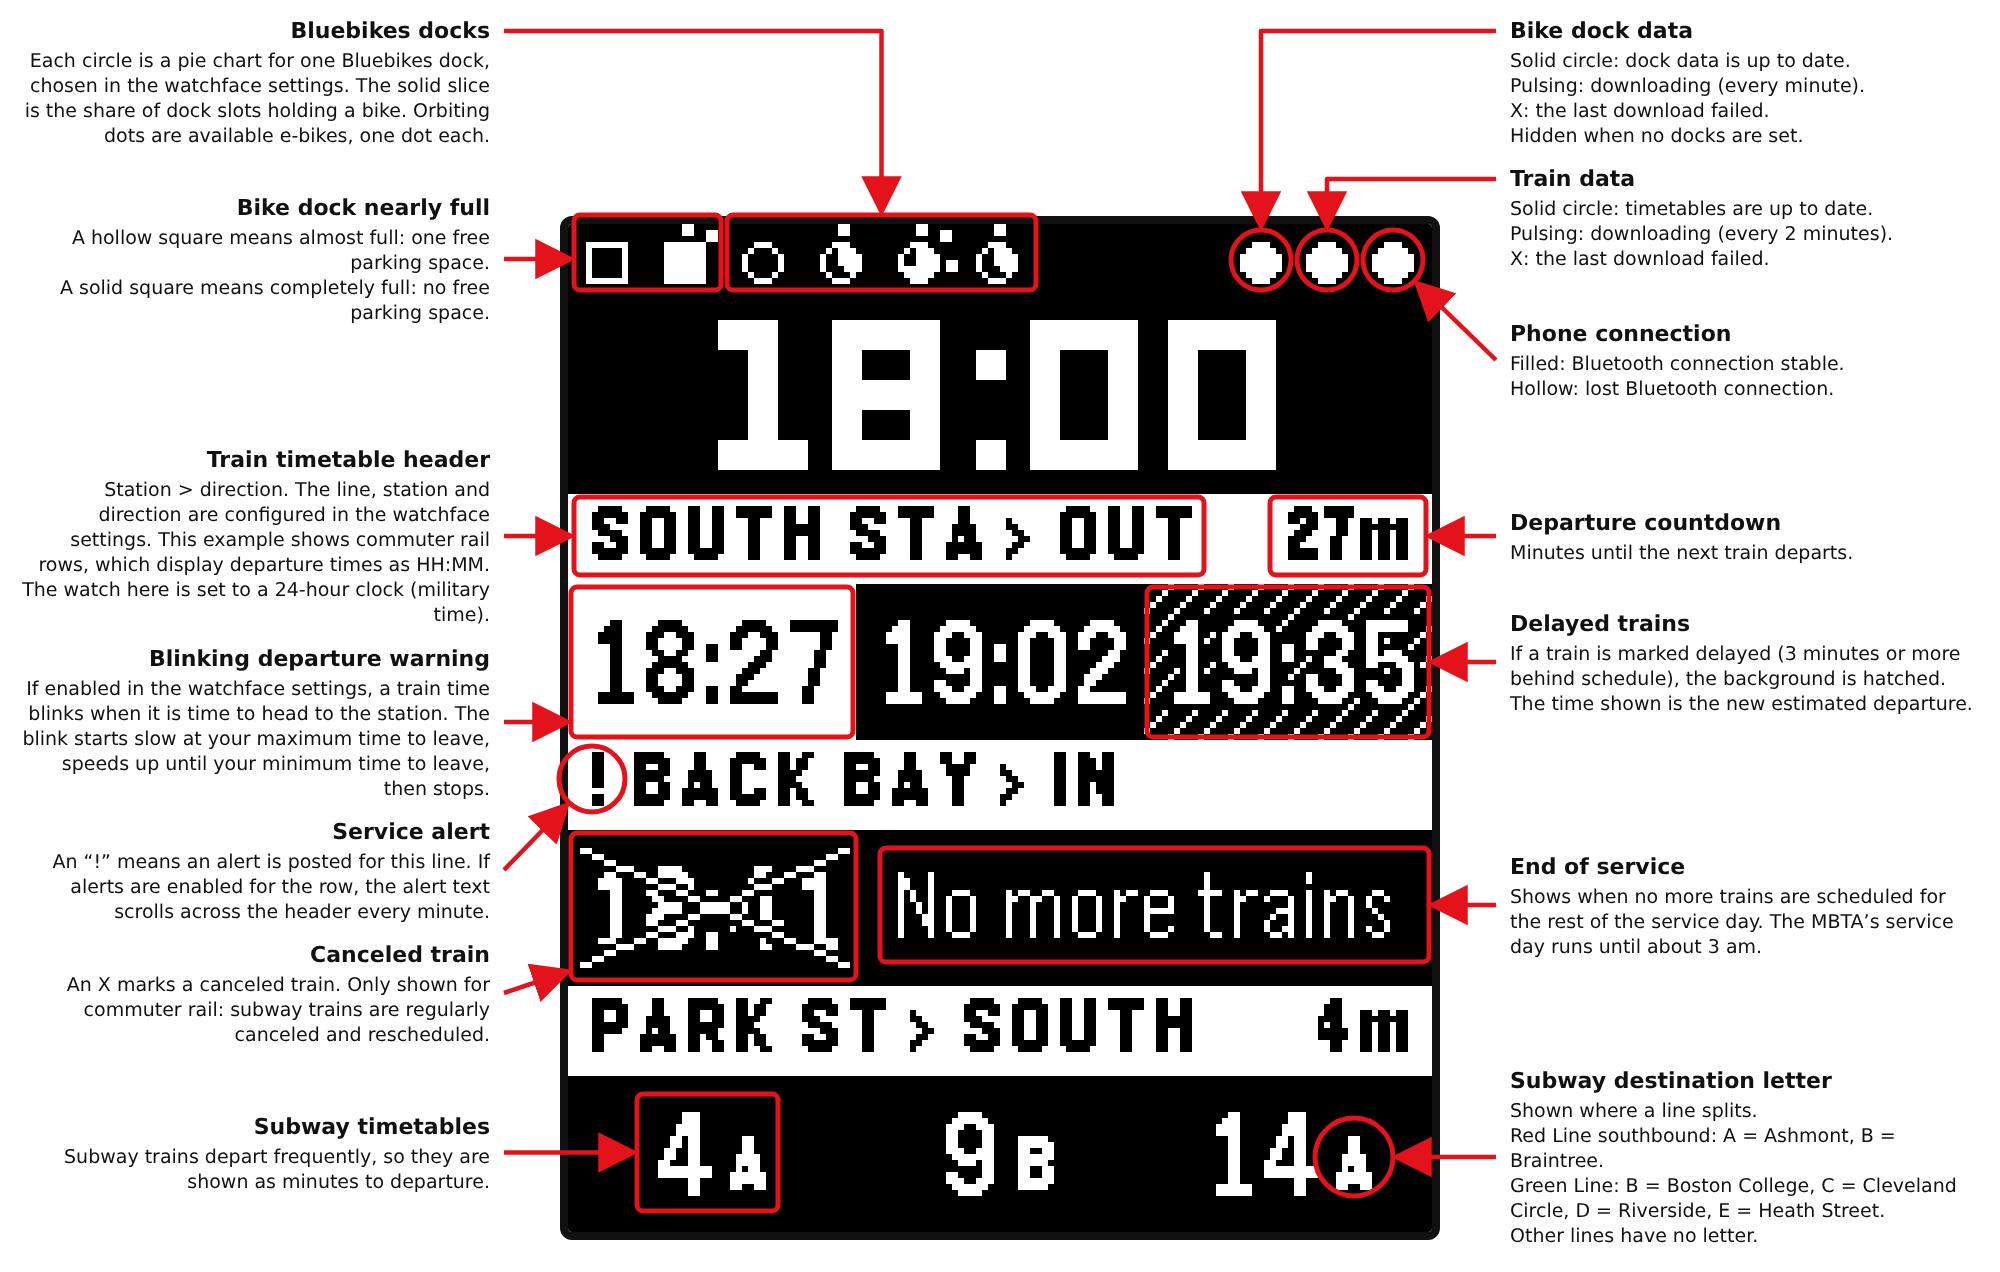 Bluebikes docks
Each circle is a pie chart for one Bluebikes dock,
chosen in the watchface settings. The solid slice
is the share of dock slots holding a bike. Orbiting
dots are available e-bikes, one dot each.
Bike dock nearly full
A hollow square means almost full: one free
parking space.
A solid square means completely full: no free
parking space.
Train timetable header
Station > direction. The line, station and
direction are configured in the watchface
settings. This example shows commuter rail
rows, which display departure times as HH:MM.
The watch here is set to a 24-hour clock (military
time).
Blinking departure warning
If enabled in the watchface settings, a train time
blinks when it is time to head to the station. The
blink starts slow at your maximum time to leave,
speeds up until your minimum time to leave,
then stops.
Service alert
An “!” means an alert is posted for this line. If
alerts are enabled for the row, the alert text
scrolls across the header every minute.
Canceled train
An X marks a canceled train. Only shown for
commuter rail: subway trains are regularly
canceled and rescheduled.
Subway timetables
Subway trains depart frequently, so they are
shown as minutes to departure.
18:00
SOUTH STA > OUT 27m
18:27 19:02 19:35
! BACK BAY > IN
No more trains
PARK ST > SOUTH 4m
4A 9B 14A
Bike dock data
Solid circle: dock data is up to date.
Pulsing: downloading (every minute).
X: the last download failed.
Hidden when no docks are set.
Train data
Solid circle: timetables are up to date.
Pulsing: downloading (every 2 minutes).
X: the last download failed.
Phone connection
Filled: Bluetooth connection stable.
Hollow: lost Bluetooth connection.
Departure countdown
Minutes until the next train departs.
Delayed trains
If a train is marked delayed (3 minutes or more
behind schedule), the background is hatched.
The time shown is the new estimated departure.
End of service
Shows when no more trains are scheduled for
the rest of the service day. The MBTA’s service
day runs until about 3 am.
Subway destination letter
Shown where a line splits.
Red Line southbound: A = Ashmont, B =
Braintree.
Green Line: B = Boston College, C = Cleveland
Circle, D = Riverside, E = Heath Street.
Other lines have no letter.